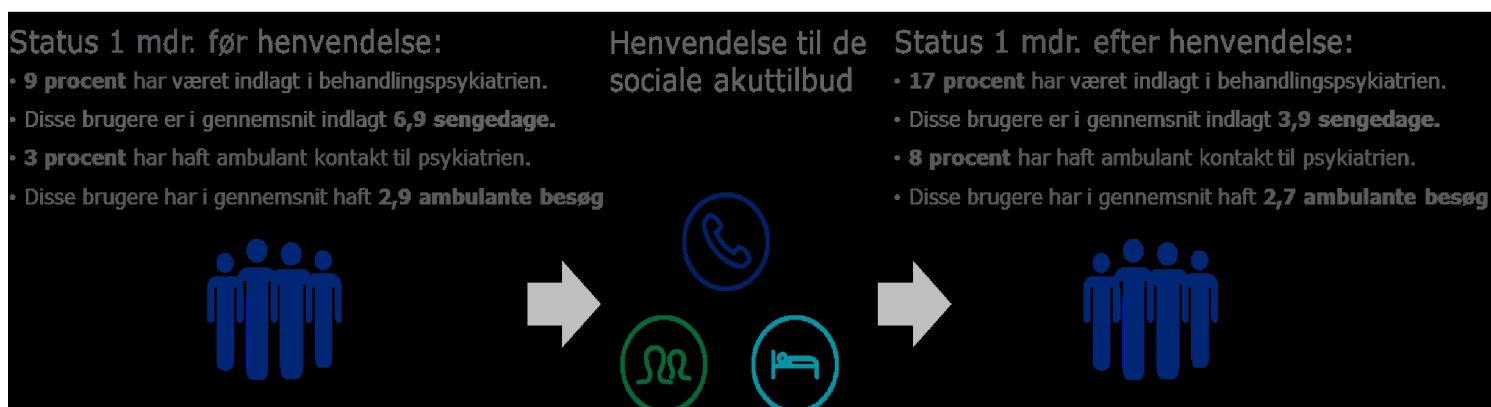 Status 1 mdr. før henvendelse:
• 9 procent har været indlagt i behandlingspsykiatrien.
• Disse brugere er i gennemsnit indlagt 6,9 sengedage.
• 3 procent har haft ambulant kontakt til psykiatrien.
• Disse brugere har i gennemsnit haft 2,9 ambulante besøg
Henvendelse til de
sociale akuttilbud
Status 1 mdr. efter henvendelse:
• 17 procent har været indlagt i behandlingspsykiatrien.
• Disse brugere er i gennemsnit indlagt 3,9 sengedage.
• 8 procent har haft ambulant kontakt til psykiatrien.
• Disse brugere har i gennemsnit haft 2,7 ambulante besøg